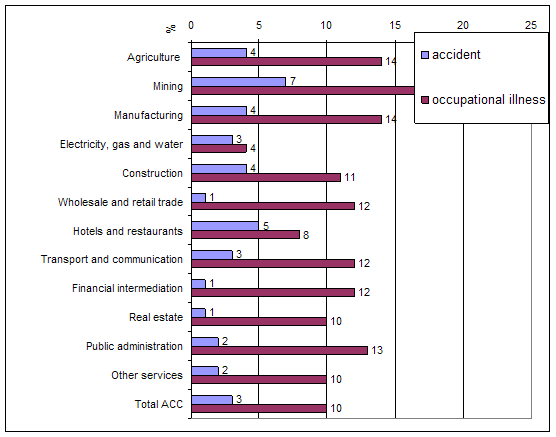 %
0 5 10 15 20 25
accident
occupational illness
Agriculture 4 14
Mining 7
Manufacturing 4 14
Electricity, gas and water 3 4
Construction 4 11
Wholesale and retail trade 1 12
Hotels and restaurants 5 8
Transport and communication 3 12
Financial intermediation 1 12
Real estate 1 10
Public administration 2 13
Other services 2 10
Total ACC 3 10